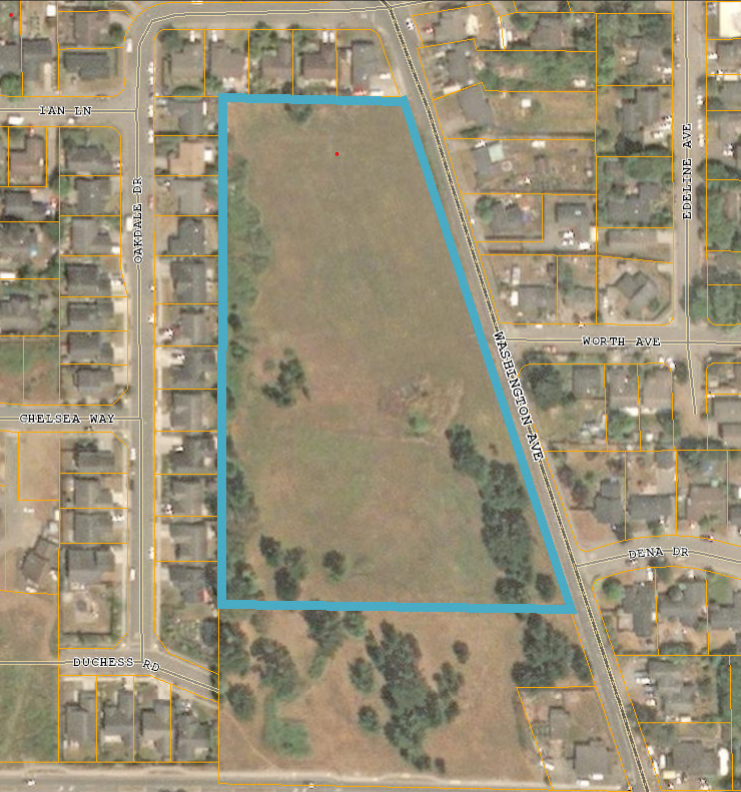 IAN LN
OAKDALE DR
EDELINE AVE
WORTH AVE
WASHINGTON AVE
CHELSEA WAY
DENA DR
DUCHESS RD